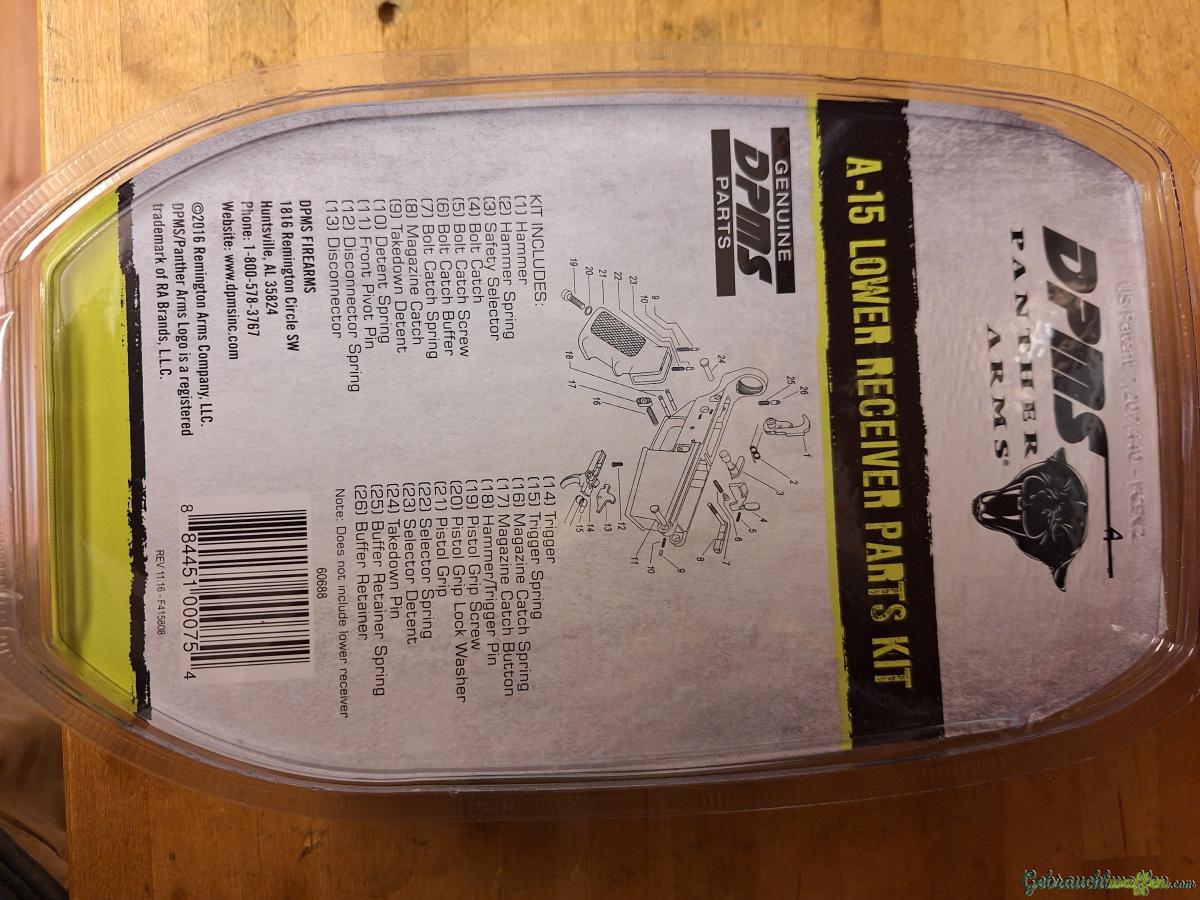 DPMS
PANTHER
ARMS®
A-15 LOWER RECEIVER PARTS KIT
GENUINE
DPMS
PARTS
KIT INCLUDES:
(1) Hammer
(2) Hammer Spring
(3) Safety Selector
(4) Bolt Catch
(5) Bolt Catch Screw
(6) Bolt Catch Buffer
(7) Bolt Catch Spring
(8) Magazine Catch
(9) Takedown Detent
(10) Detent Spring
(11) Front Pivot Pin
(12) Disconnector Spring
(13) Disconnector
(14) Trigger
(15) Trigger Spring
(16) Magazine Catch Spring
(17) Magazine Catch Button
(18) Hammer/Trigger Pin
(19) Pistol Grip Screw
(20) Pistol Grip Lock Washer
(21) Pistol Grip
(22) Selector Spring
(23) Selector Detent
(24) Takedown Pin
(25) Buffer Retainer Spring
(26) Buffer Retainer
Note: Does not include lower receiver
DPMS FIREARMS
1816 Remington Circle SW
Huntsville, AL 35824
Phone: 1-800-578-3767
Website: www.dpmsinc.com
©2016 Remington Arms Company, LLC.
DPMS/Panther Arms Logo is a registered
trademark of RA Brands, L.L.C.
60688
8 84451 00075 4
REV 11.16 - F415808
Gebrauchtwaffen.com